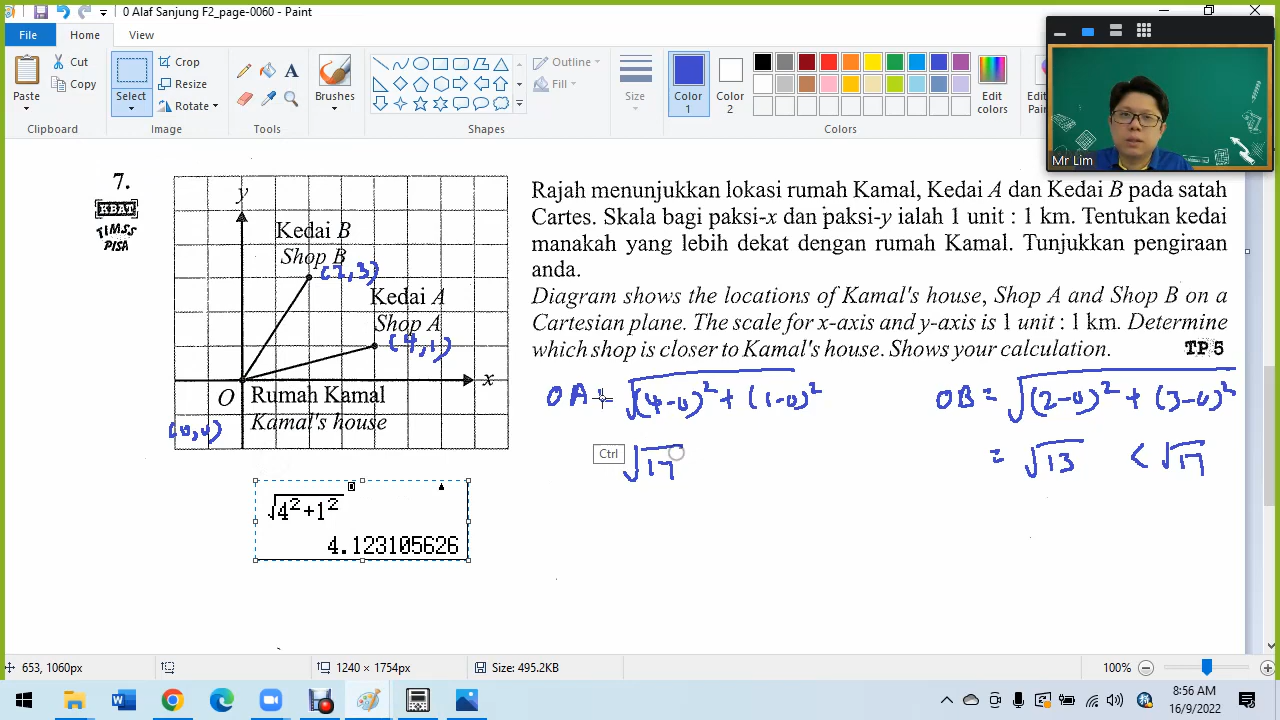 0 Alaf Sanjung F2_page-0060 - Paint
File Home View
Paste
Cut
Copy
Clipboard
Select
Crop
Resize
Rotate
Image
A
Tools
Brushes
Shapes
Outline
Fill
Size
Color 1
Color 2
Colors
Edit colors
Mr Lim
7.
KBAT
TIMSS
PISA
y
Kedai B
Shop B
(2,3)
Kedai A
Shop A
(4,1)
x
O
Rumah Kamal
Kamal's house
(0,0)
Rajah menunjukkan lokasi rumah Kamal, Kedai A dan Kedai B pada satah
Cartes. Skala bagi paksi-x dan paksi-y ialah 1 unit : 1 km. Tentukan kedai
manakah yang lebih dekat dengan rumah Kamal. Tunjukkan pengiraan
anda.
Diagram shows the locations of Kamal's house, Shop A and Shop B on a
Cartesian plane. The scale for x-axis and y-axis is 1 unit : 1 km. Determine
which shop is closer to Kamal's house. Shows your calculation. TP 5
OA = √(4-0)² + (1-0)² OB = √(2-0)² + (3-0)²
Ctrl √17 = √13 < √17
√4²+1²
4.123105626
653, 1060px 1240 × 1754px Size: 495.2KB 100%
8:56 AM
16/9/2022